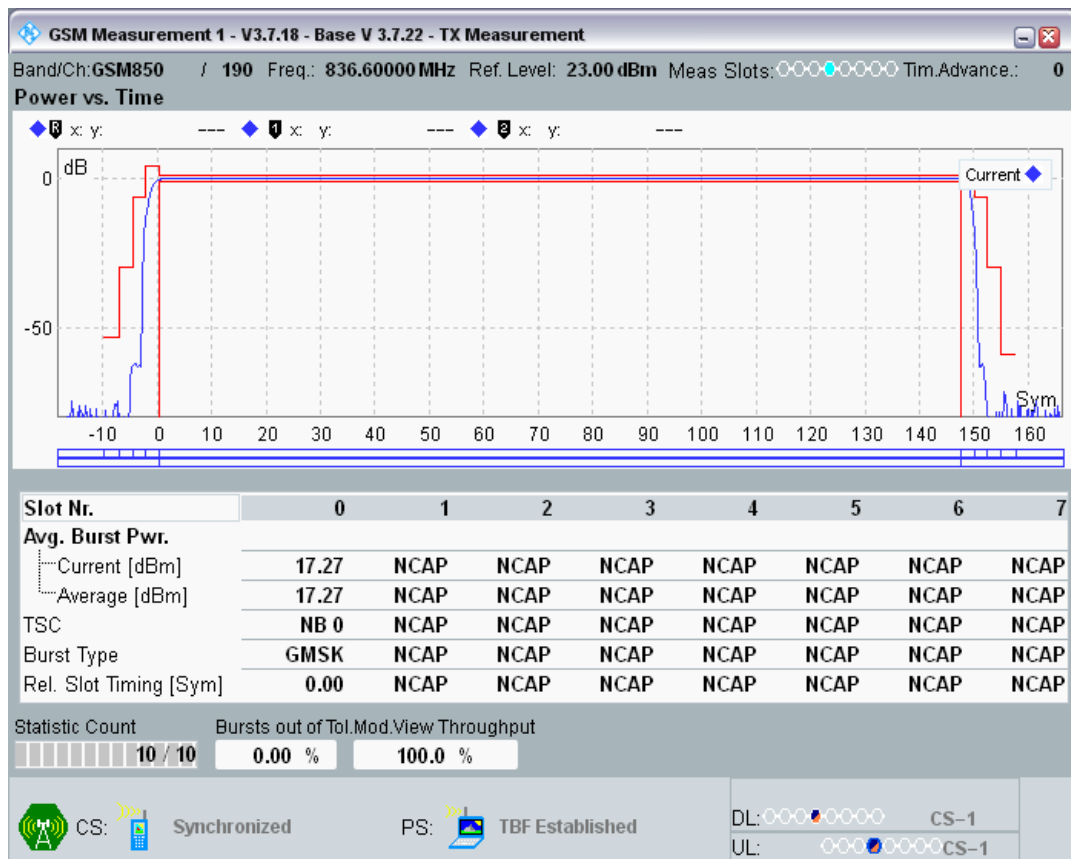 GSM Measurement 1 - V3.7.18 - Base V 3.7.22 - TX Measurement
Band/Ch:GSM850 / 190 Freq.: 836.60000 MHz Ref. Level: 23.00 dBm Meas Slots: Tim.Advance.: 0
Power vs. Time
R x: y: --- 1 x: y: --- 2 x: y: ---
dB
Current
0
-50
Sym
-10 0 10 20 30 40 50 60 70 80 90 100 110 120 130 140 150 160
Slot Nr. 0 1 2 3 4 5 6 7
Avg. Burst Pwr.
Current [dBm] 17.27 NCAP NCAP NCAP NCAP NCAP NCAP NCAP
Average [dBm] 17.27 NCAP NCAP NCAP NCAP NCAP NCAP NCAP
TSC NB 0 NCAP NCAP NCAP NCAP NCAP NCAP NCAP
Burst Type GMSK NCAP NCAP NCAP NCAP NCAP NCAP NCAP
Rel. Slot Timing [Sym] 0.00 NCAP NCAP NCAP NCAP NCAP NCAP NCAP
Statistic Count Bursts out of Tol.Mod.View Throughput
10 / 10 0.00 % 100.0 %
CS: Synchronized PS: TBF Established
DL: CS-1
UL: CS-1